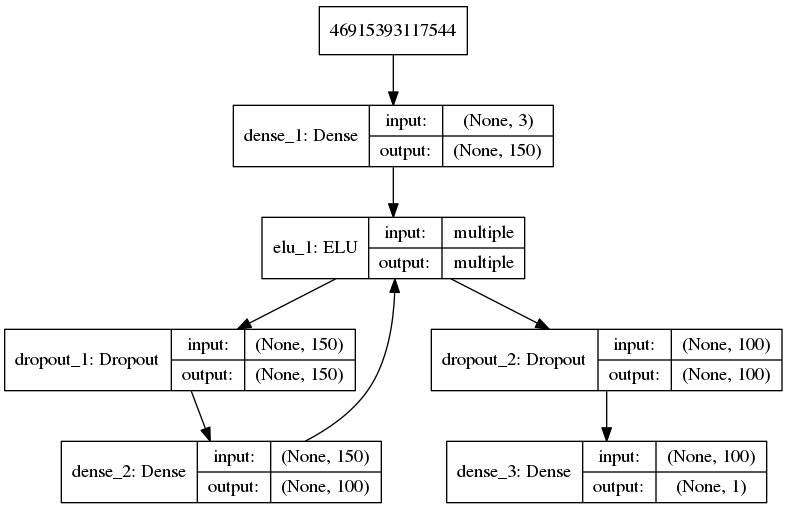 46915393117544
dense_1: Dense
input:
(None, 3)
output:
(None, 150)
elu_1: ELU
input:
multiple
output:
multiple
dropout_1: Dropout
input:
(None, 150)
output:
(None, 150)
dropout_2: Dropout
input:
(None, 100)
output:
(None, 100)
dense_2: Dense
input:
(None, 150)
output:
(None, 100)
dense_3: Dense
input:
(None, 100)
output:
(None, 1)